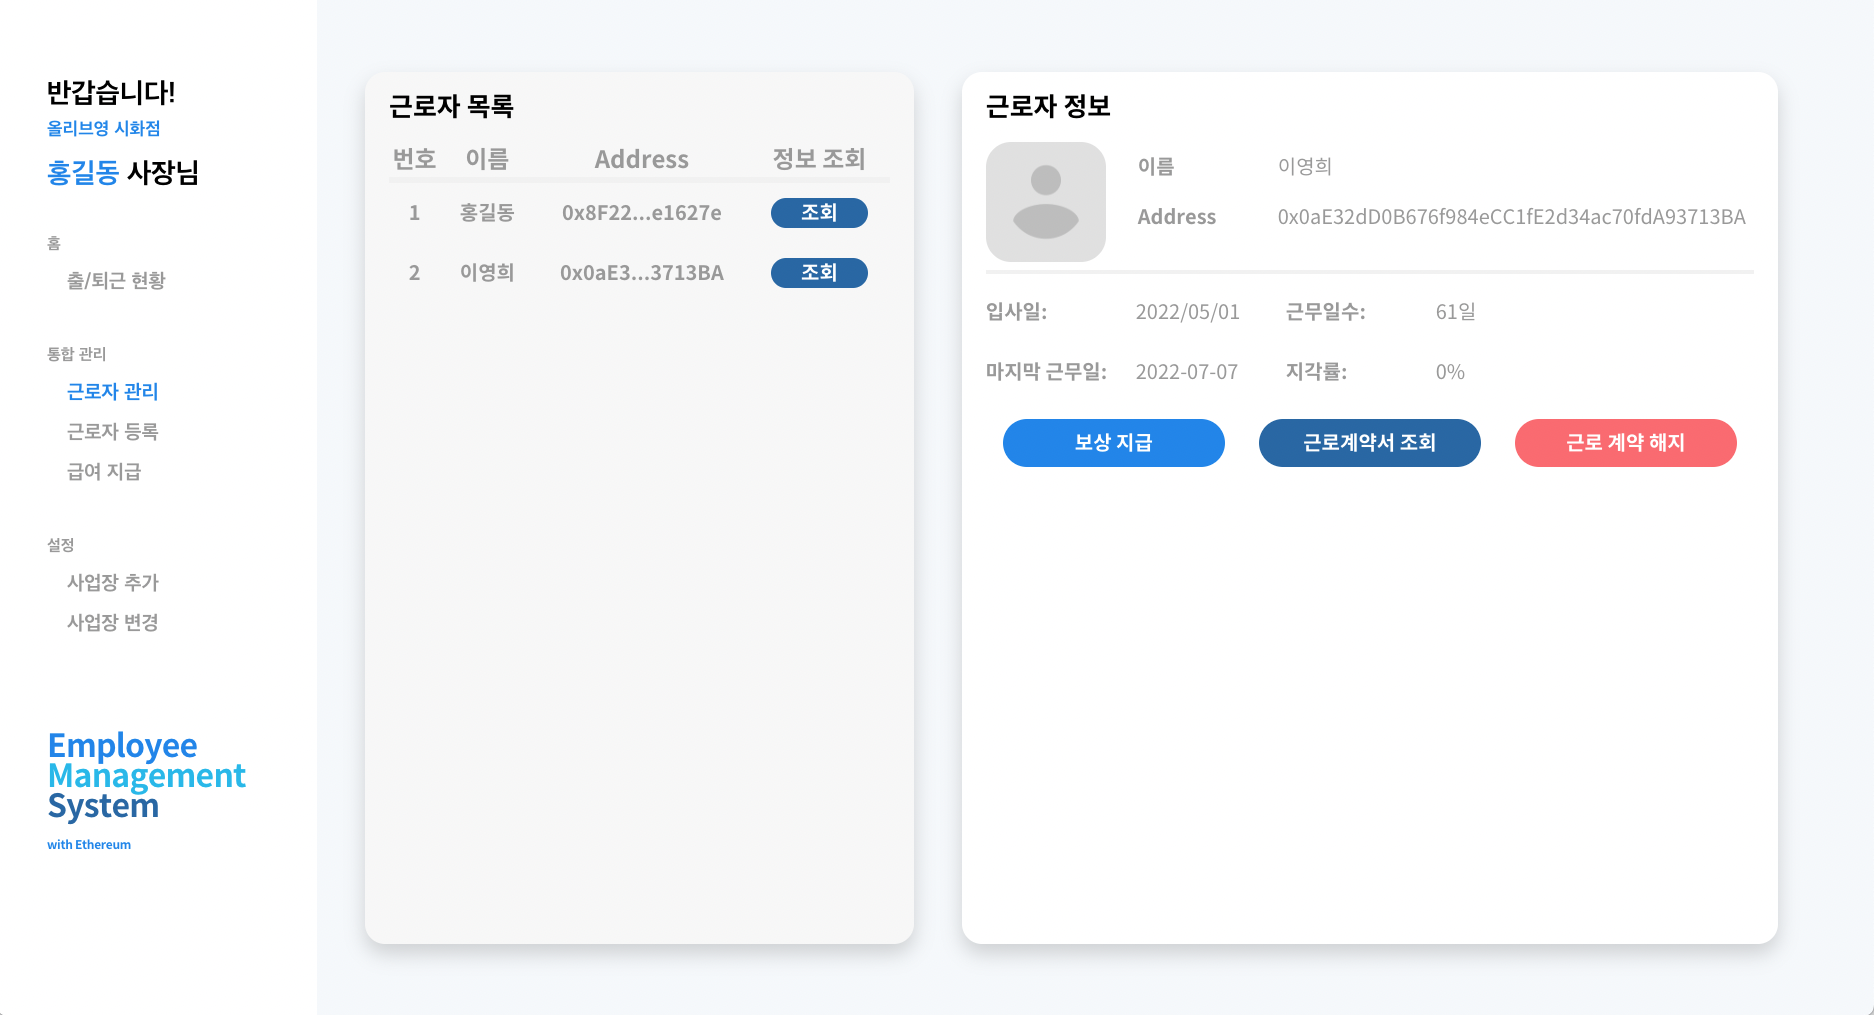 반갑습니다!
올리브영 시화점
홍길동 사장님
홈
출/퇴근 현황
통합 관리
근로자 관리
근로자 등록
급여 지급
설정
사업장 추가
사업장 변경
Employee
Management
System
with Ethereum
근로자 목록
번호 이름 Address 정보 조회
1 홍길동 0x8F22...e1627e 조회
2 이영희 0x0aE3...3713BA 조회
근로자 정보
이름 이영희
Address 0x0aE32dD0B676f984eCC1fE2d34ac70fdA93713BA
입사일: 2022/05/01 근무일수: 61일
마지막 근무일: 2022-07-07 지각률: 0%
보상 지급 근로계약서 조회 근로 계약 해지